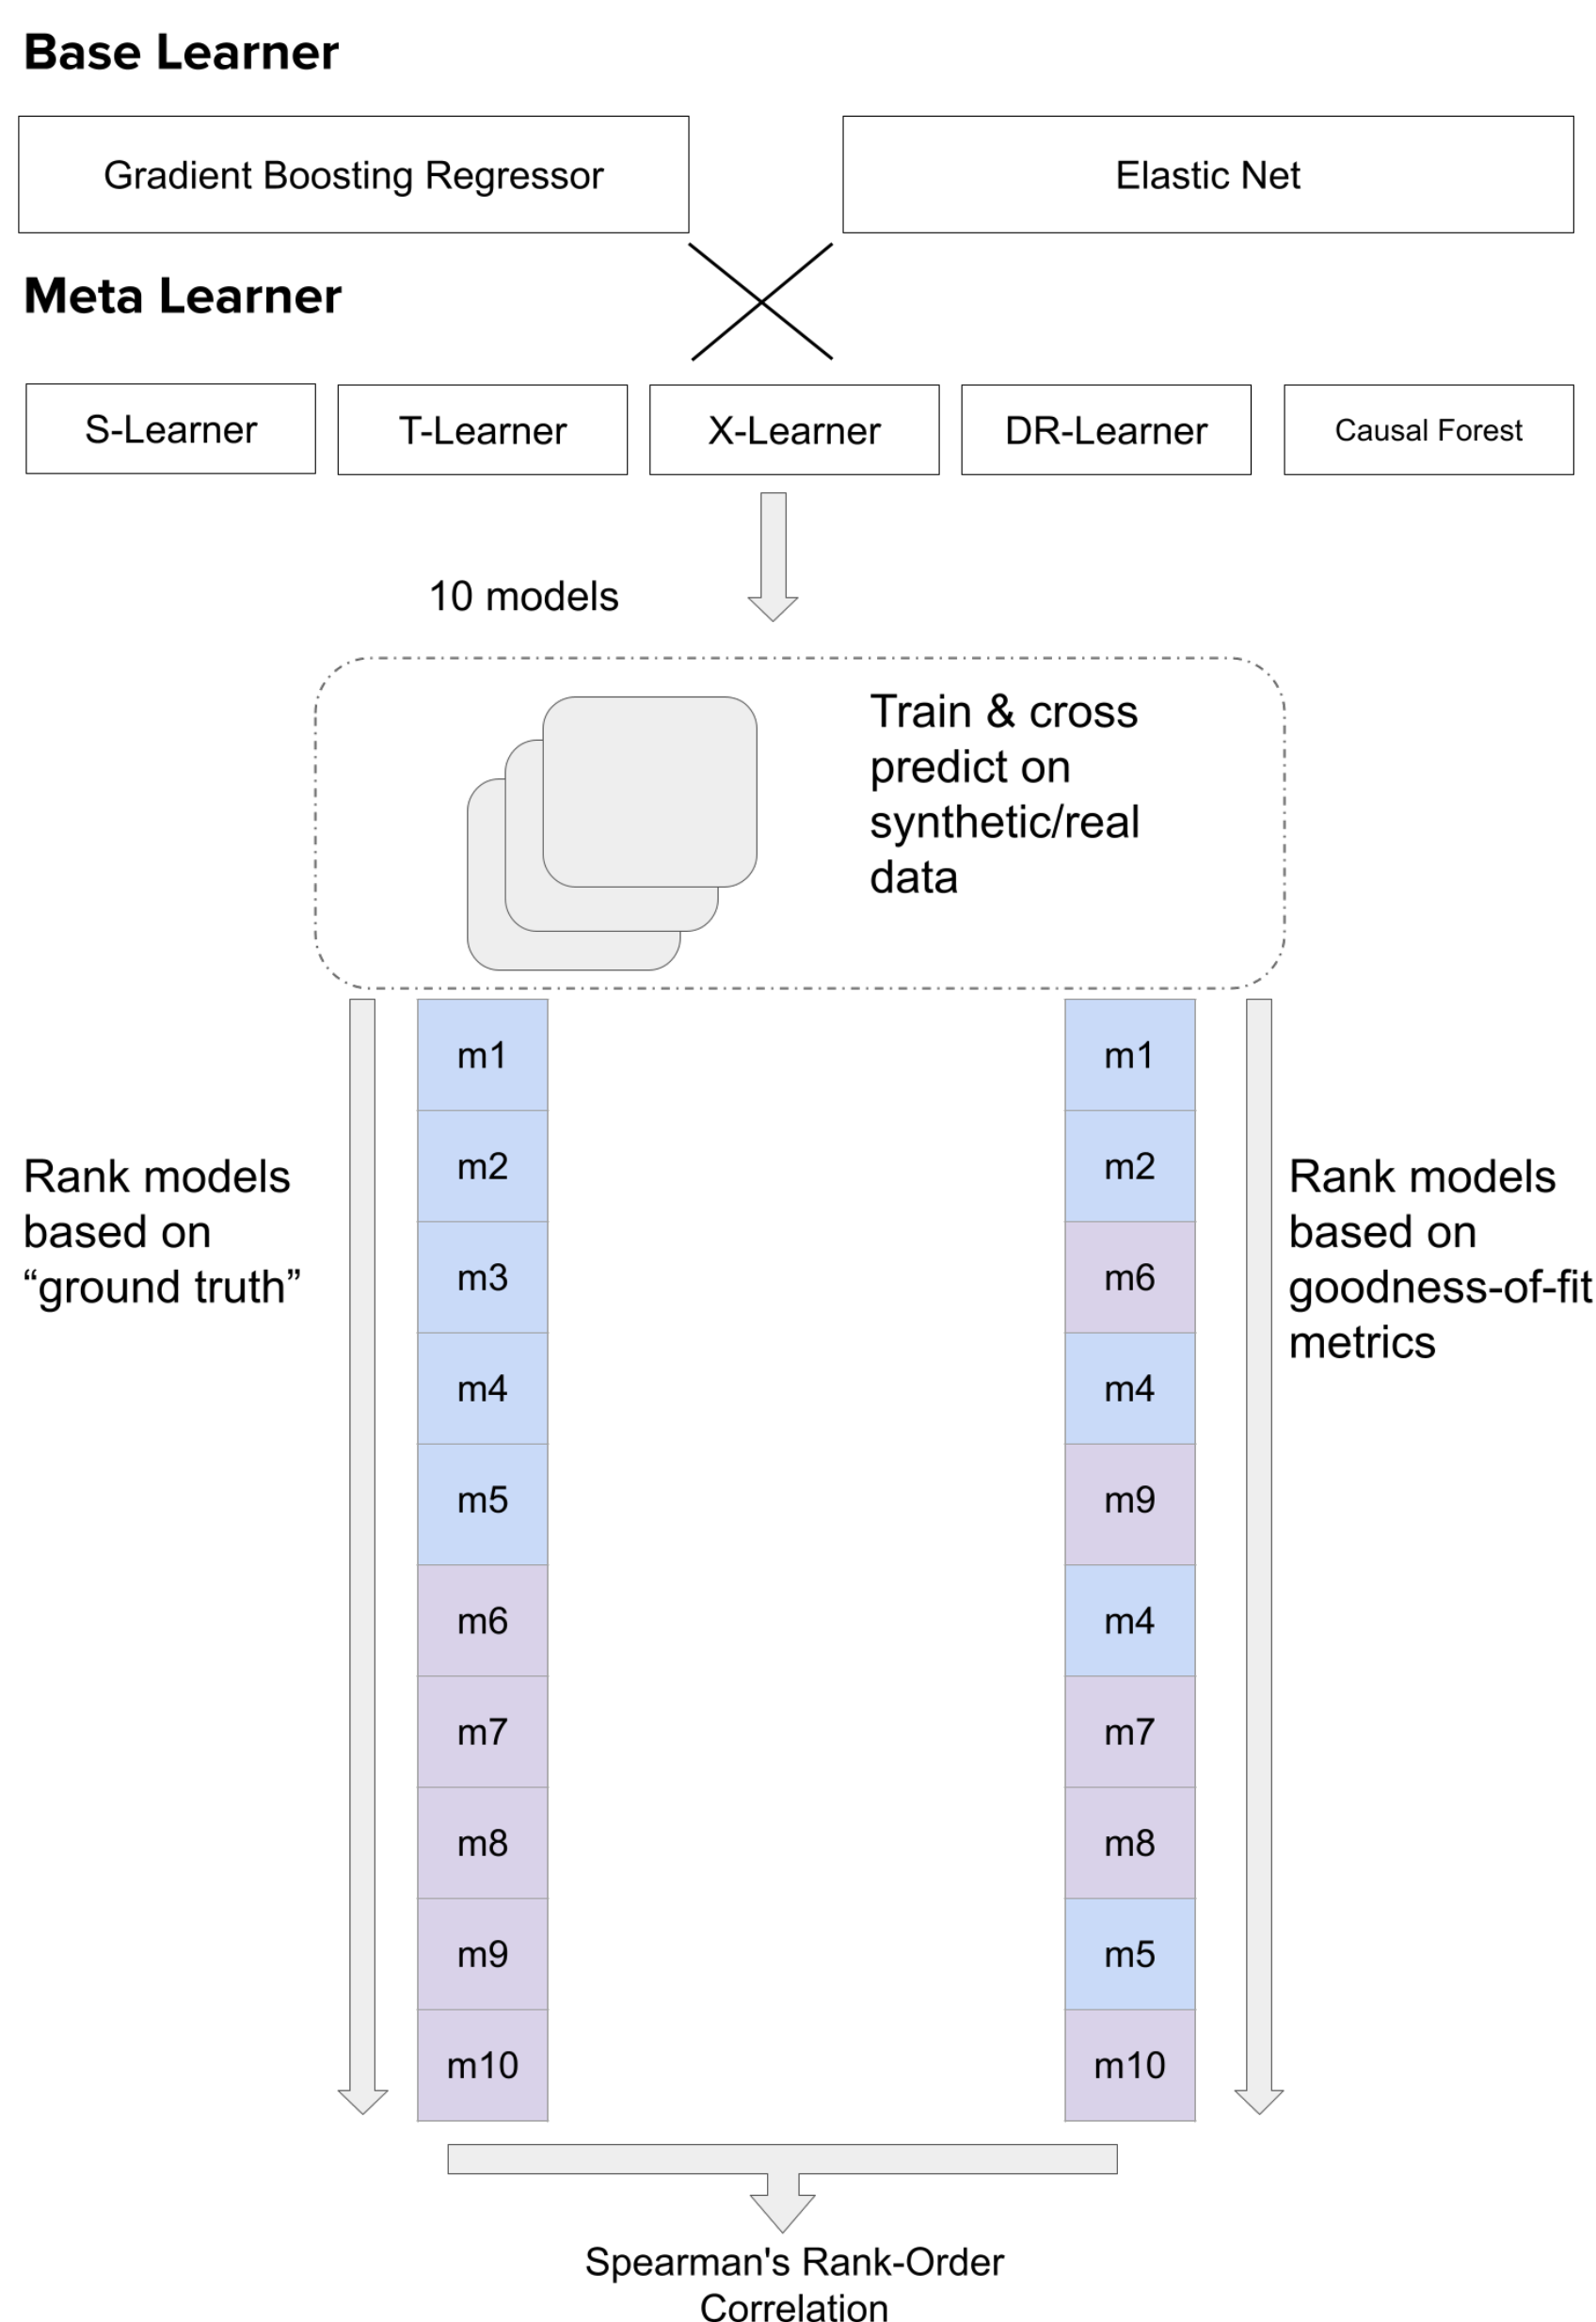 Base Learner
Gradient Boosting Regressor
Elastic Net
Meta Learner
S-Learner
T-Learner
X-Learner
DR-Learner
Causal Forest
10 models
Train & cross
predict on
synthetic/real
data
Rank models
based on
“ground truth”
m1
m2
m3
m4
m5
m6
m7
m8
m9
m10
m1
m2
m6
m4
m9
m4
m7
m8
m5
m10
Rank models
based on
goodness-of-fit
metrics
Spearman's Rank-Order
Correlation